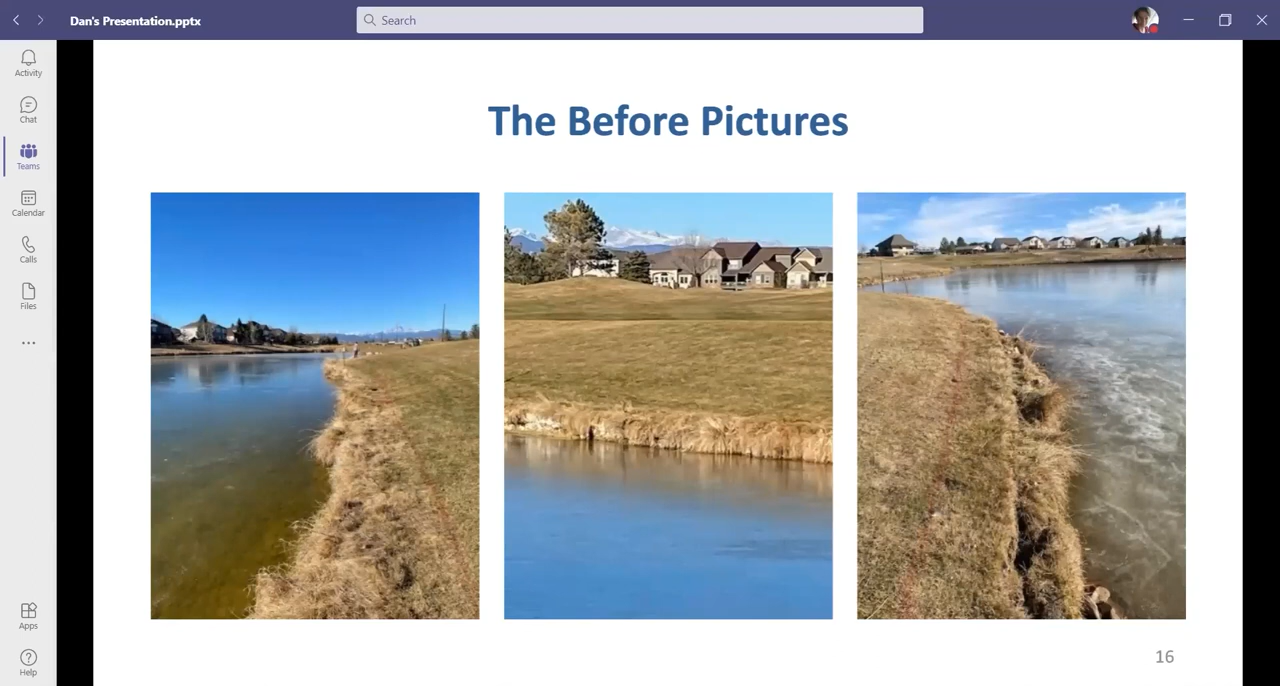 Dan's Presentation.pptx
Search
Activity
Chat
Teams
Calendar
Calls
Files
Apps
Help
The Before Pictures
16